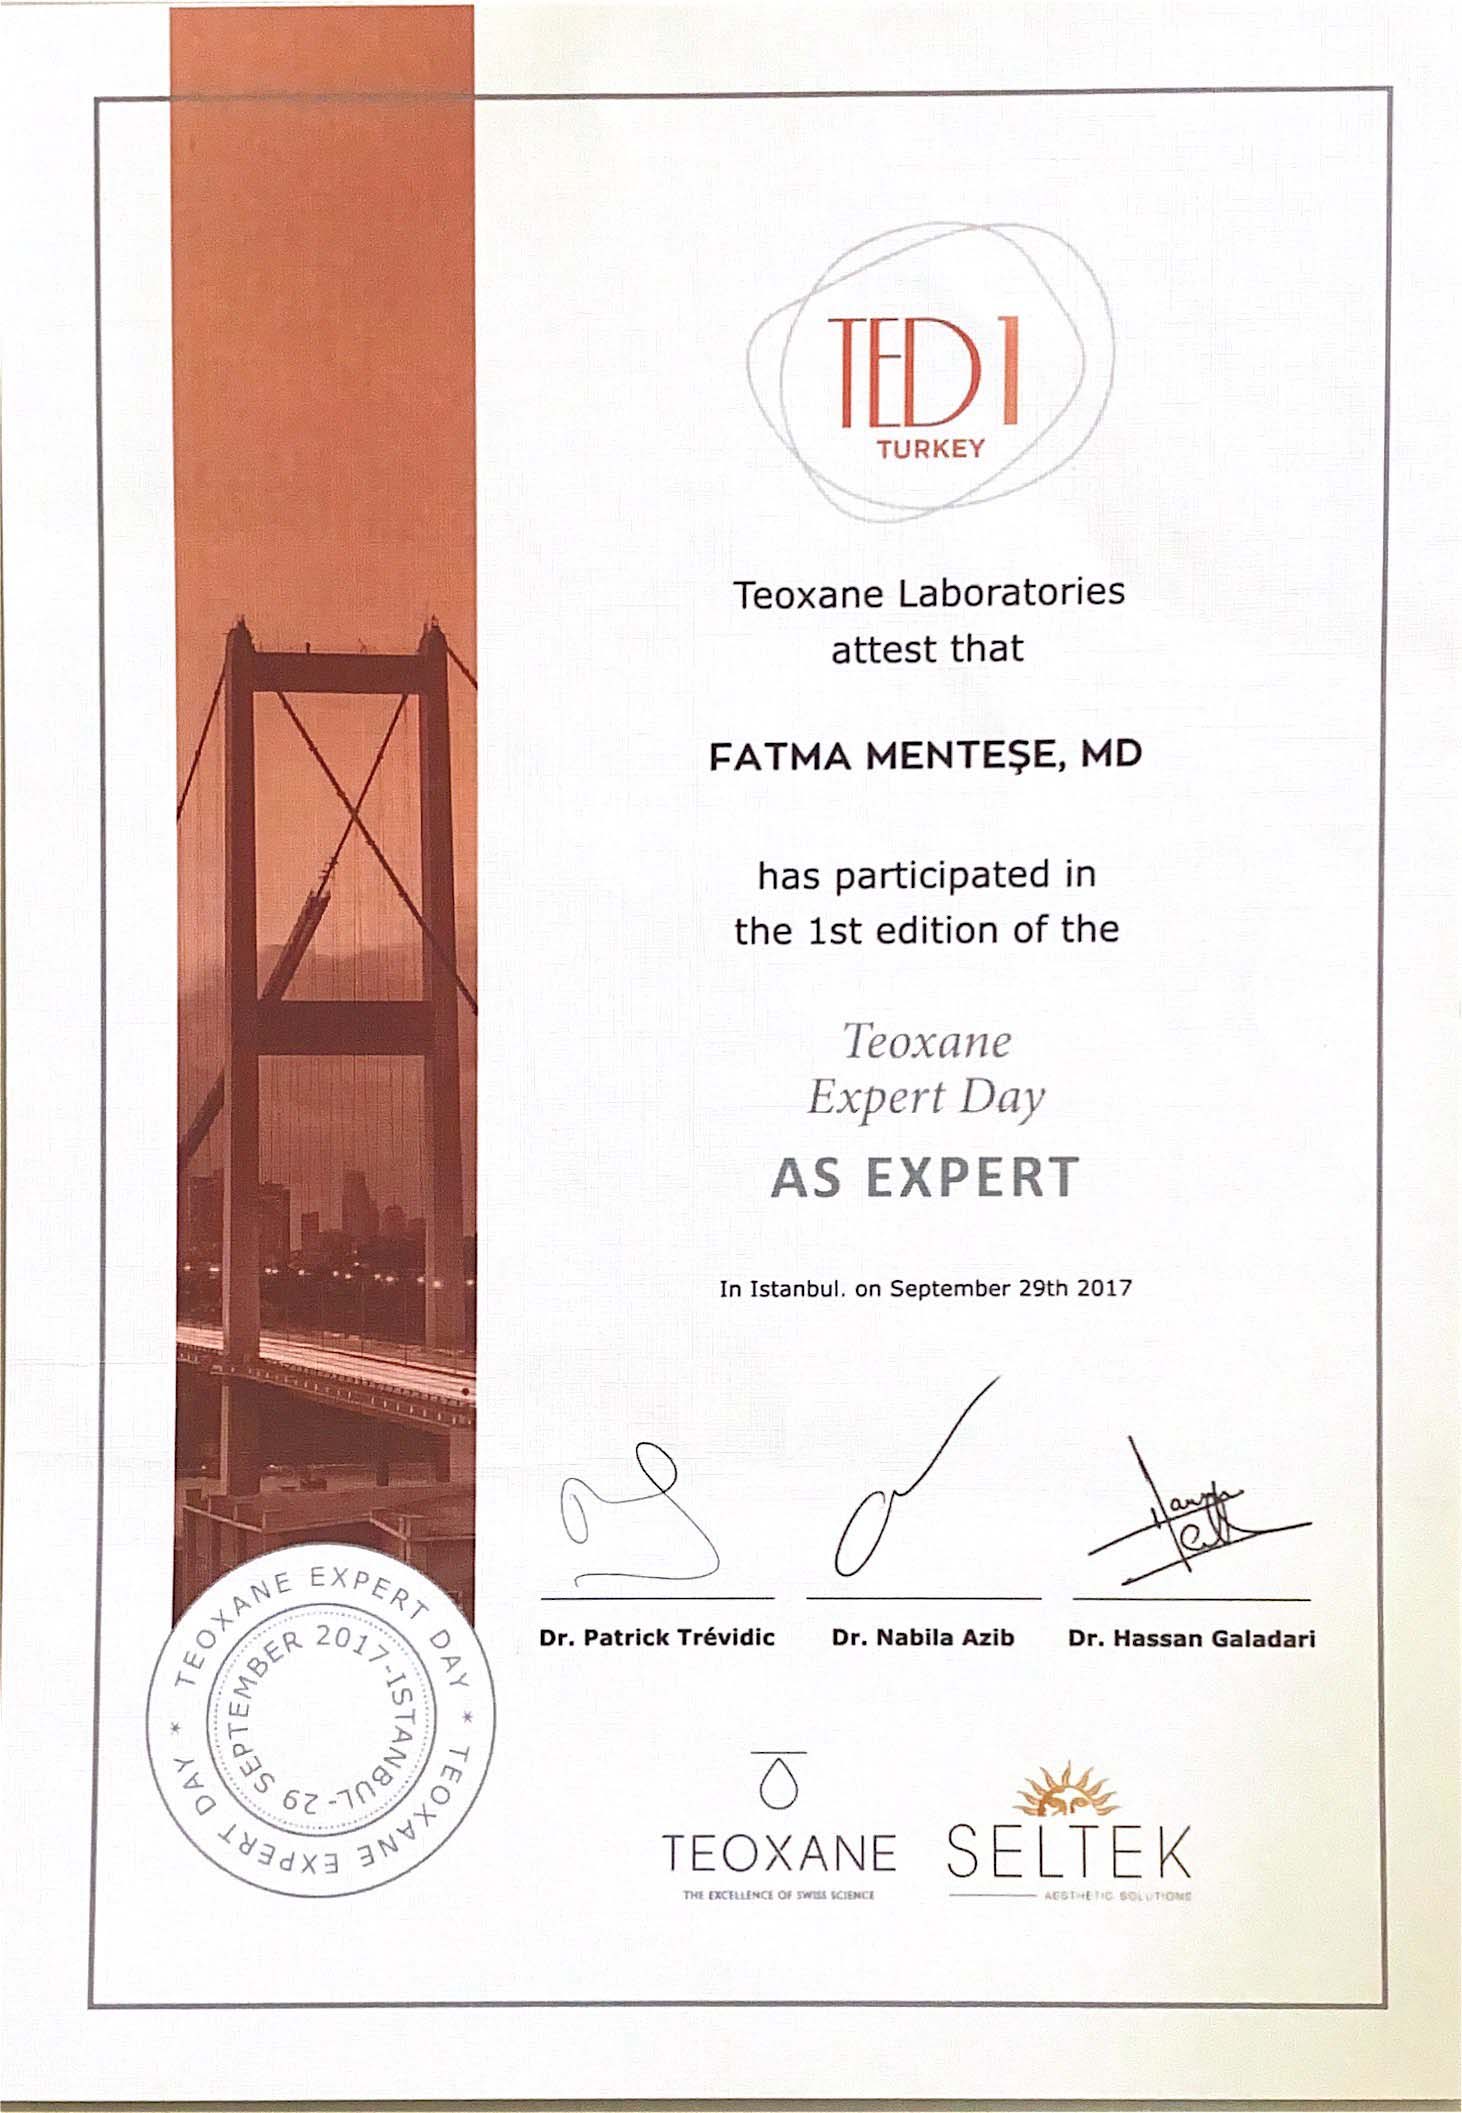 TED 1
TURKEY
Teoxane Laboratories
attest that
FATMA MENTEŞE, MD
has participated in
the 1st edition of the
Teoxane
Expert Day
AS EXPERT
In Istanbul. on September 29th 2017
Dr. Patrick Trévidic
Dr. Nabila Azib
Dr. Hassan Galadari
* TEOXANE EXPERT DAY * TEOXANE EXPERT DAY
29 SEPTEMBER 2017-ISTANBUL-
TEOXANE
THE EXCELLENCE OF SWISS SCIENCE
SELTEK
AESTHETIC SOLUTIONS